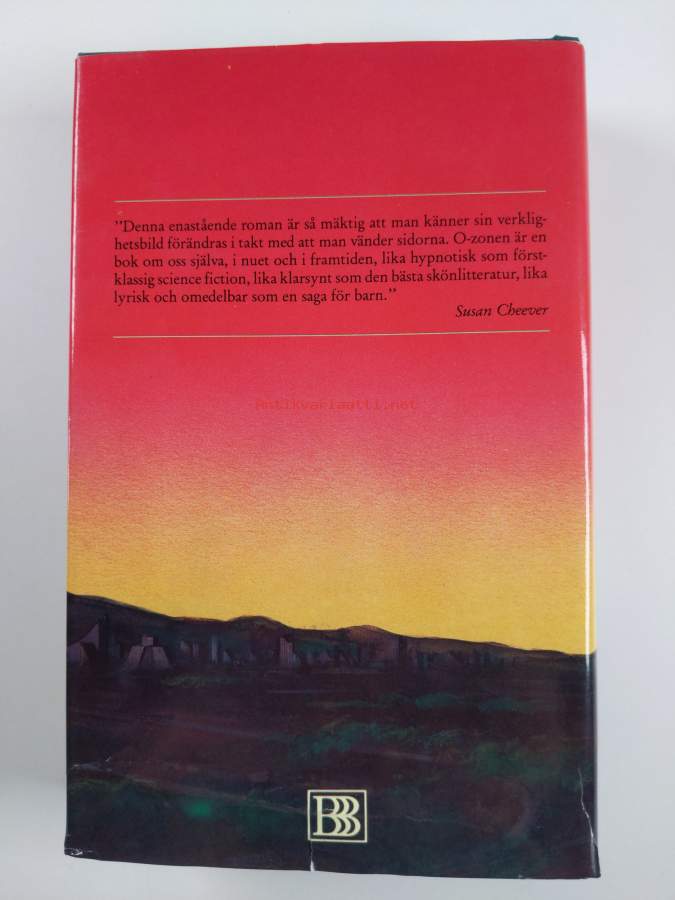 ”Denna enastående roman är så mäktig att man känner sin verklig-
hetsbild förändras i takt med att man vänder sidorna. O-zonen är en
bok om oss själva, i nuet och i framtiden, lika hypnotisk som först-
klassig science fiction, lika klarsynt som den bästa skönlitteratur, lika
lyrisk och omedelbar som en saga för barn.”
Susan Cheever
Antikvariaatti.net
BBB